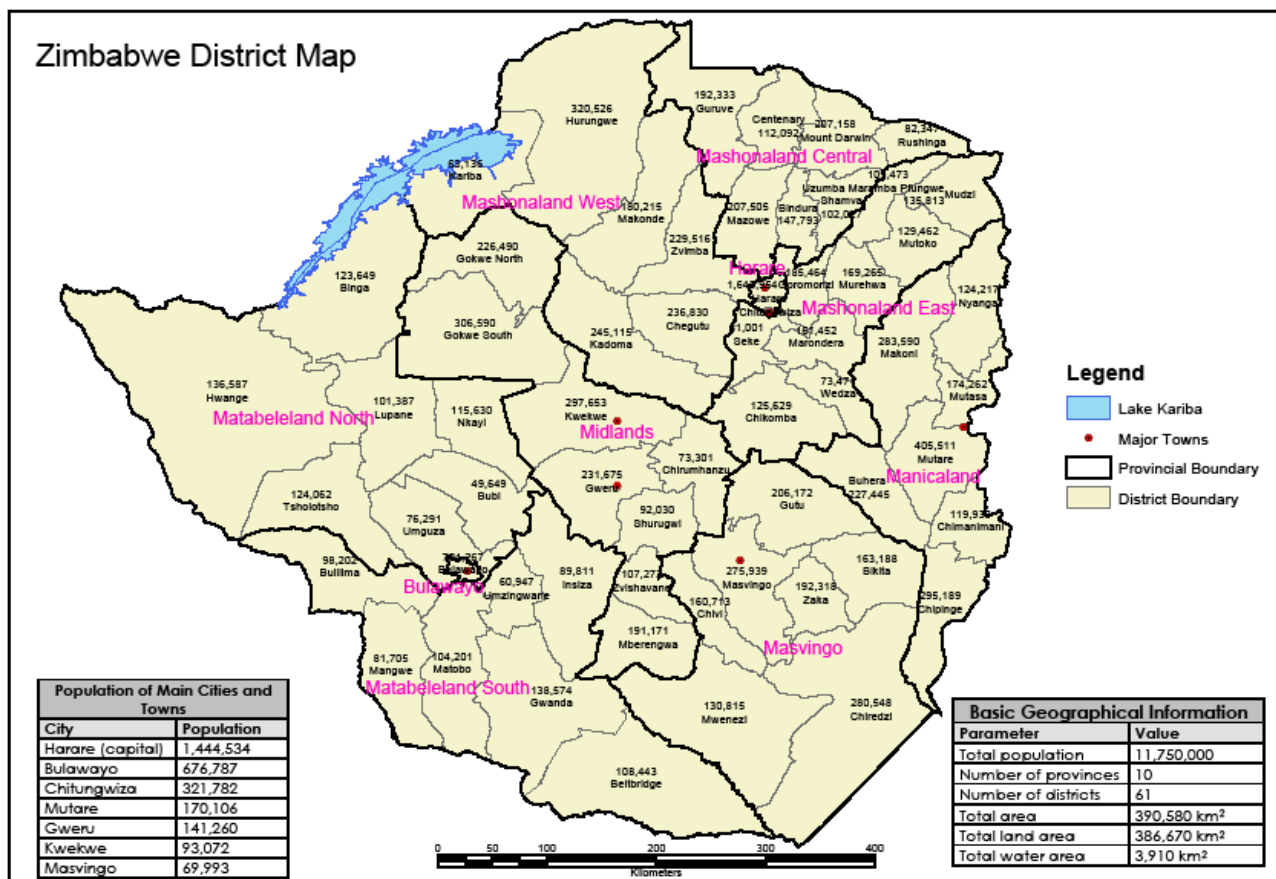 Zimbabwe District Map
192,333
Guruve
320,526
Hurungwe
Centenary
112,092
207,158
Mount Darwin
82,347
Rushinga
Mashonaland Central
Kariba
Mashonaland West
Uzumba Maramba Pfungwe
Shamva
135,813
Mudzi
207,505
Mazowe
Bindura
147,793
Makonde
129,462
Mutoko
229,516
Zvimba
226,490
Gokwe North
Harare
169,265
Murehwa
123,649
Binga
Nyanga
Mashonaland East
236,830
Chegutu
306,590
Gokwe South
245,115
Kadoma
Seke
Marondera
283,590
Makoni
136,587
Hwange
101,387
Lupane
Matabeleland North
115,630
Nkayi
297,653
Kwekwe
Midlands
125,629
Chikomba
Wedza
174,262
Mutasa
405,511
Mutare
Manicaland
73,301
Chirumhanzu
231,675
Gweru
49,649
Bubi
124,062
Tsholotsho
76,291
Umguza
92,030
Shurugwi
206,172
Gutu
Buhera
227,445
Chimanimani
98,202
Bulilima
Bulawayo
60,947
Umzingwane
89,811
Insiza
Zvishavane
275,939
Masvingo
163,188
Bikita
192,318
Zaka
160,713
Chivi
295,189
Chipinge
191,171
Mberengwa
Masvingo
81,705
Mangwe
104,201
Matobo
Matabeleland South
138,574
Gwanda
130,815
Mwenezi
280,548
Chiredzi
108,443
Beitbridge
Legend
Lake Kariba
Major Towns
Provincial Boundary
District Boundary
Population of Main Cities and
Towns
City Population
Harare (capital) 1,444,534
Bulawayo 676,787
Chitungwiza 321,782
Mutare 170,106
Gweru 141,260
Kwekwe 93,072
Masvingo 69,993
Basic Geographical Information
Parameter Value
Total population 11,750,000
Number of provinces 10
Number of districts 61
Total area 390,580 km²
Total land area 386,670 km²
Total water area 3,910 km²
0 100 200 300 400
Kilometers